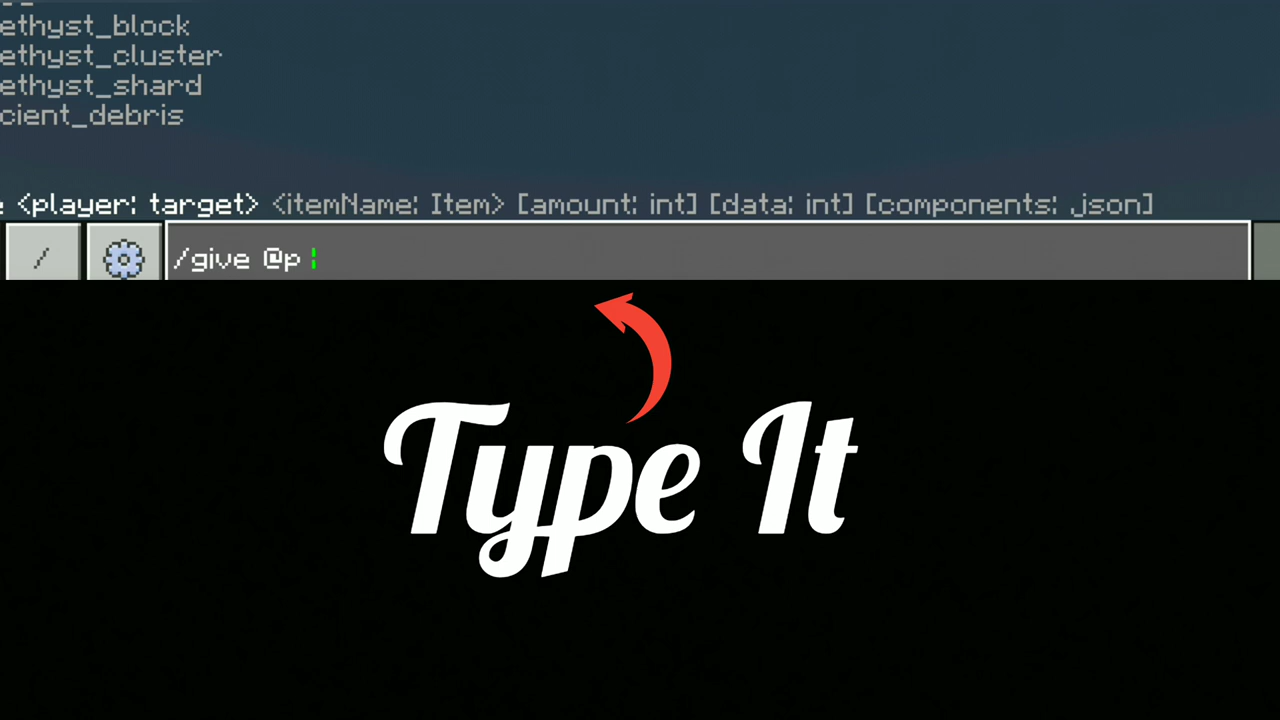 ethyst_block
ethyst_cluster
ethyst_shard
cient_debris
<player: target> <itemName: Item> [amount: int] [data: int] [components: json]
/
/give @p
Type It